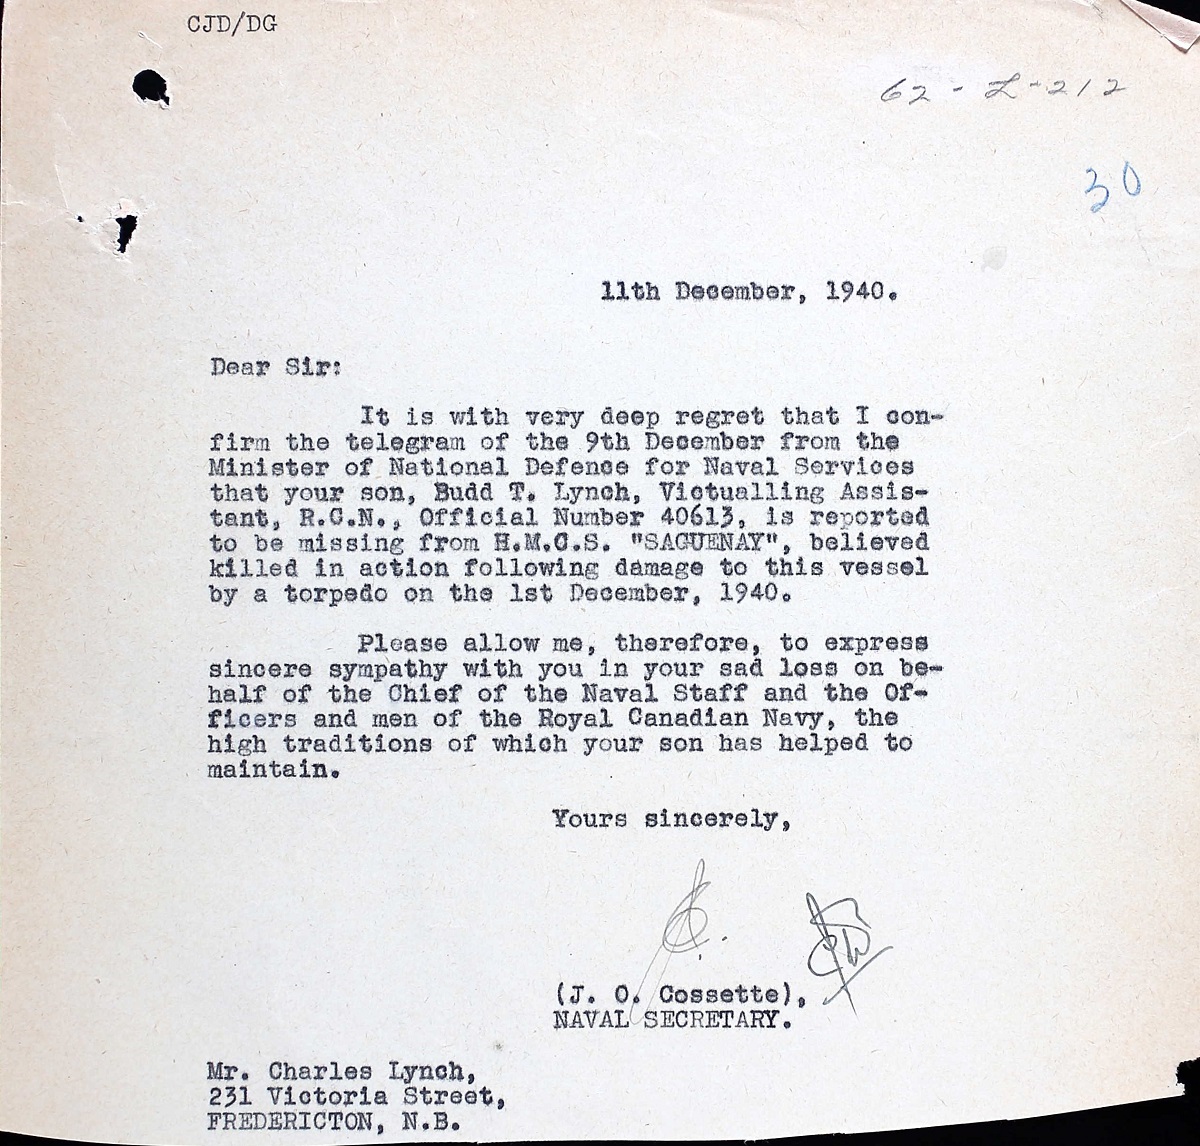 CJD/DG
62-L-212
30
11th December, 1940.
Dear Sir:
It is with very deep regret that I con-
firm the telegram of the 9th December from the
Minister of National Defence for Naval Services
that your son, Budd T. Lynch, Victualling Assis-
tant, R.C.N., Official Number 40613, is reported
to be missing from H.M.C.S. "SAGUENAY", believed
killed in action following damage to this vessel
by a torpedo on the 1st December, 1940.
Please allow me, therefore, to express
sincere sympathy with you in your sad loss on be-
half of the Chief of the Naval Staff and the Of-
ficers and men of the Royal Canadian Navy, the
high traditions of which your son has helped to
maintain.
Yours sincerely,
(J. O. Cossette),
NAVAL SECRETARY.
Mr. Charles Lynch,
231 Victoria Street,
FREDERICTON, N.B.